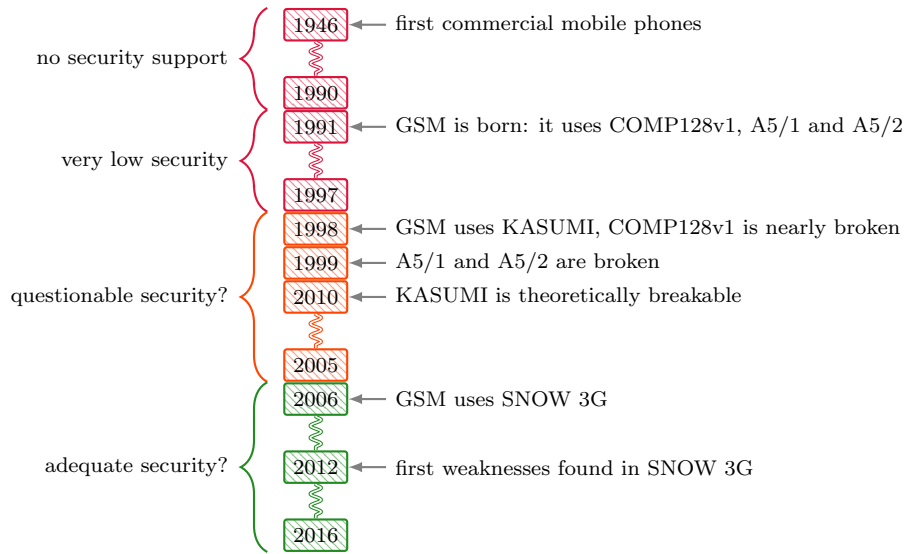 1946
first commercial mobile phones
no security support
1990
1991
GSM is born: it uses COMP128v1, A5/1 and A5/2
very low security
1997
1998
GSM uses KASUMI, COMP128v1 is nearly broken
1999
A5/1 and A5/2 are broken
questionable security?
2010
KASUMI is theoretically breakable
2005
2006
GSM uses SNOW 3G
adequate security?
2012
first weaknesses found in SNOW 3G
2016